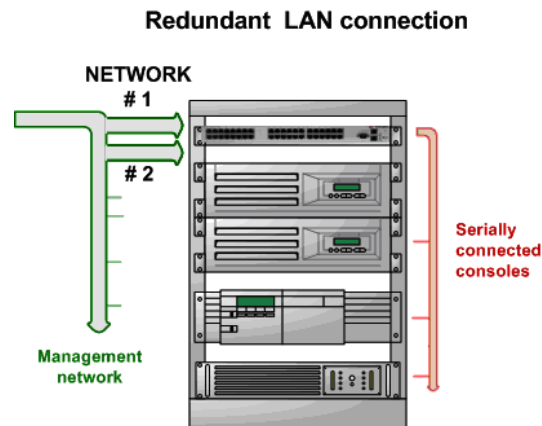 Redundant LAN connection
NETWORK
# 1
# 2
Serially
connected
consoles
Management
network